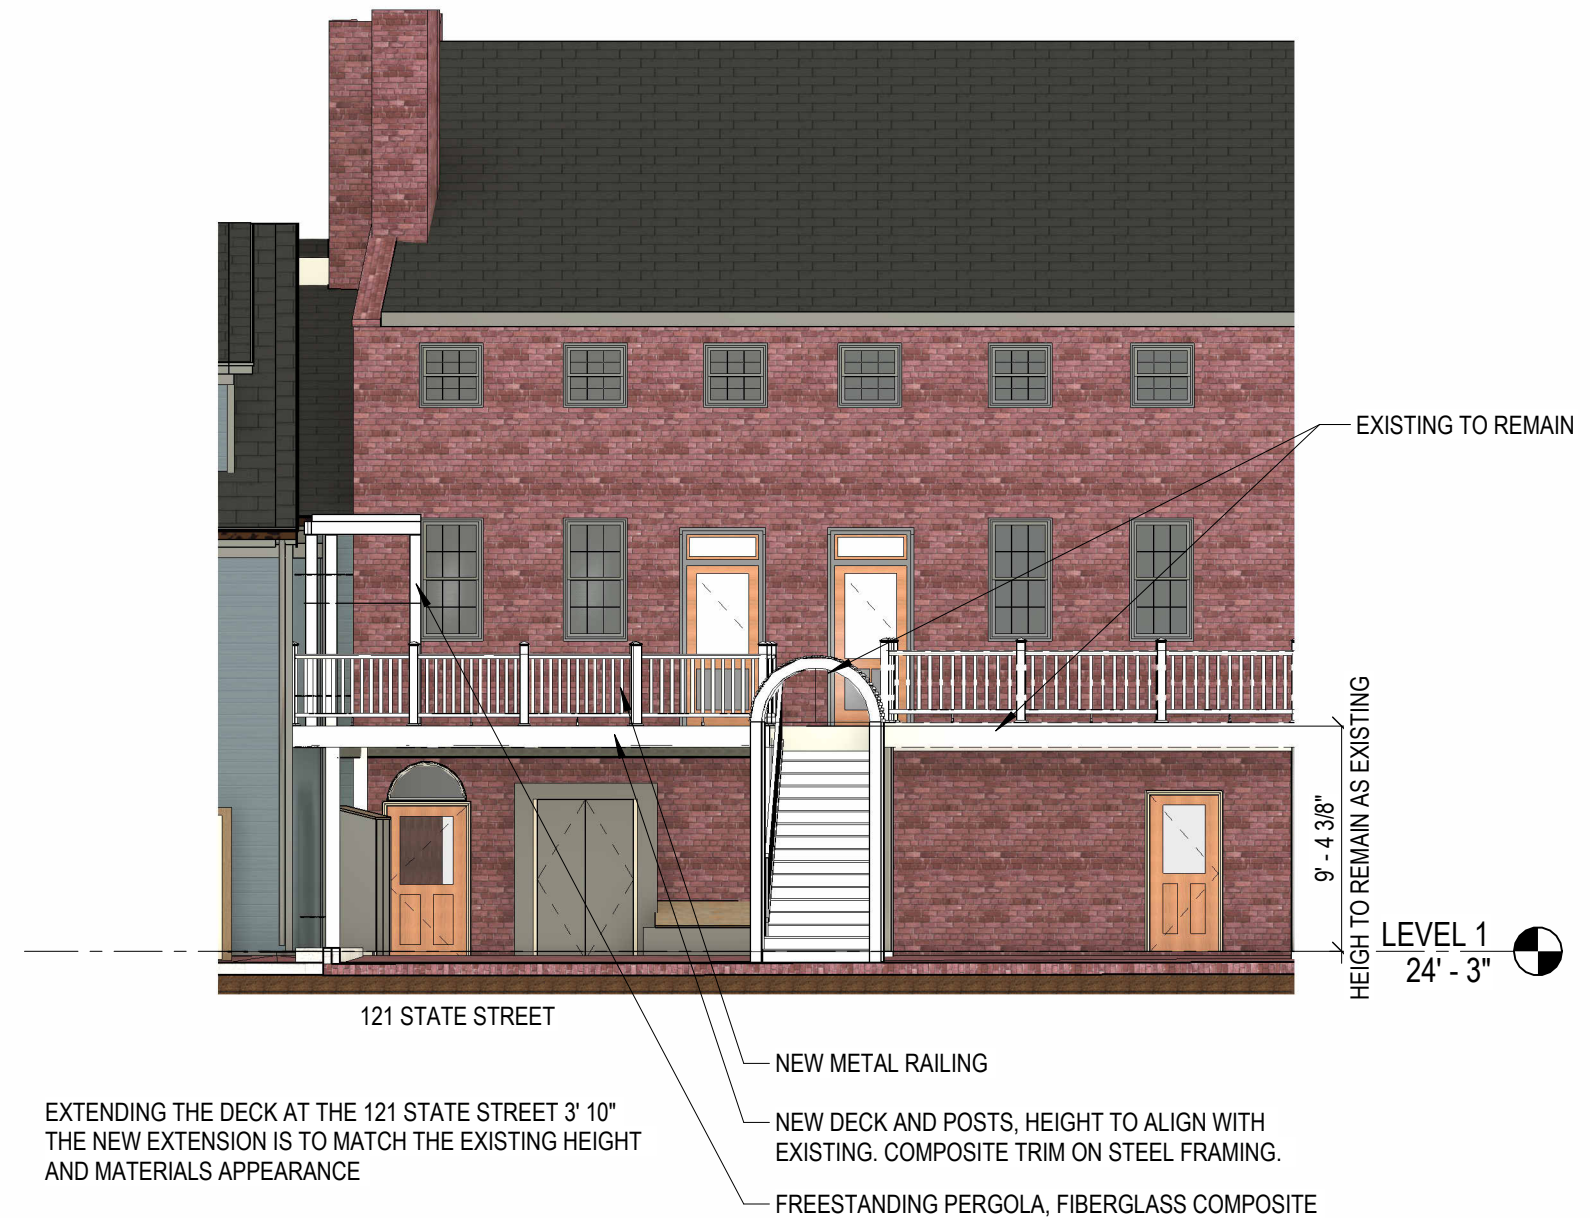 EXISTING TO REMAIN
HEIGH TO REMAIN AS EXISTING
9' - 4 3/8"
LEVEL 1
24' - 3"
121 STATE STREET
NEW METAL RAILING
EXTENDING THE DECK AT THE 121 STATE STREET 3' 10"
THE NEW EXTENSION IS TO MATCH THE EXISTING HEIGHT
AND MATERIALS APPEARANCE
NEW DECK AND POSTS, HEIGHT TO ALIGN WITH
EXISTING. COMPOSITE TRIM ON STEEL FRAMING.
FREESTANDING PERGOLA, FIBERGLASS COMPOSITE